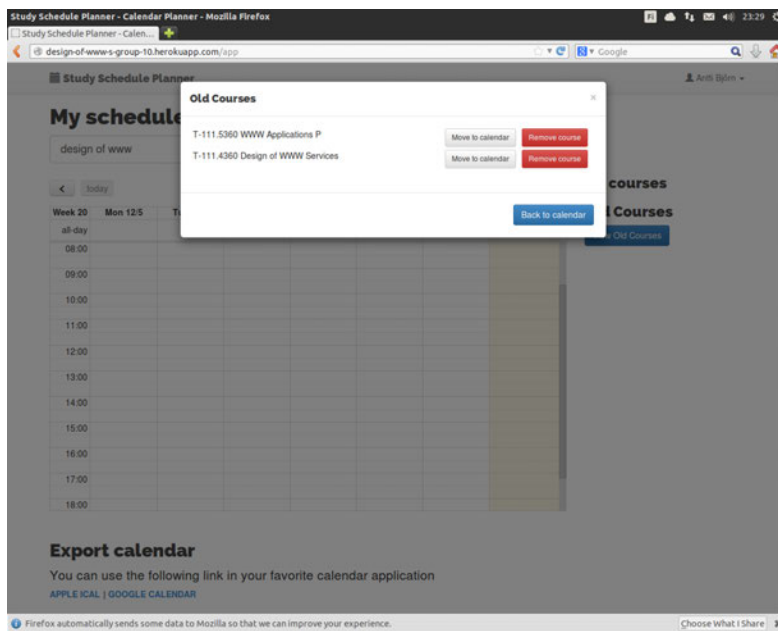 Study Schedule Planner - Calendar Planner - Mozilla Firefox
Fi
23:29
Study Schedule Planner - Calen...
design-of-www-s-group-10.herokuapp.com/app
Google
Study Schedule Planner
My schedule
design of www
today
Week 20 Mon 12/5
all-day
08:00
09:00
10:00
11:00
12:00
13:00
14:00
15:00
16:00
17:00
18:00
Old Courses
×
T-111.5360 WWW Applications P
Move to calendar
Remove course
T-111.4360 Design of WWW Services
Move to calendar
Remove course
Back to calendar
courses
Courses
Old Courses
Export calendar
You can use the following link in your favorite calendar application
APPLE ICAL | GOOGLE CALENDAR
Firefox automatically sends some data to Mozilla so that we can improve your experience.
Choose What I Share